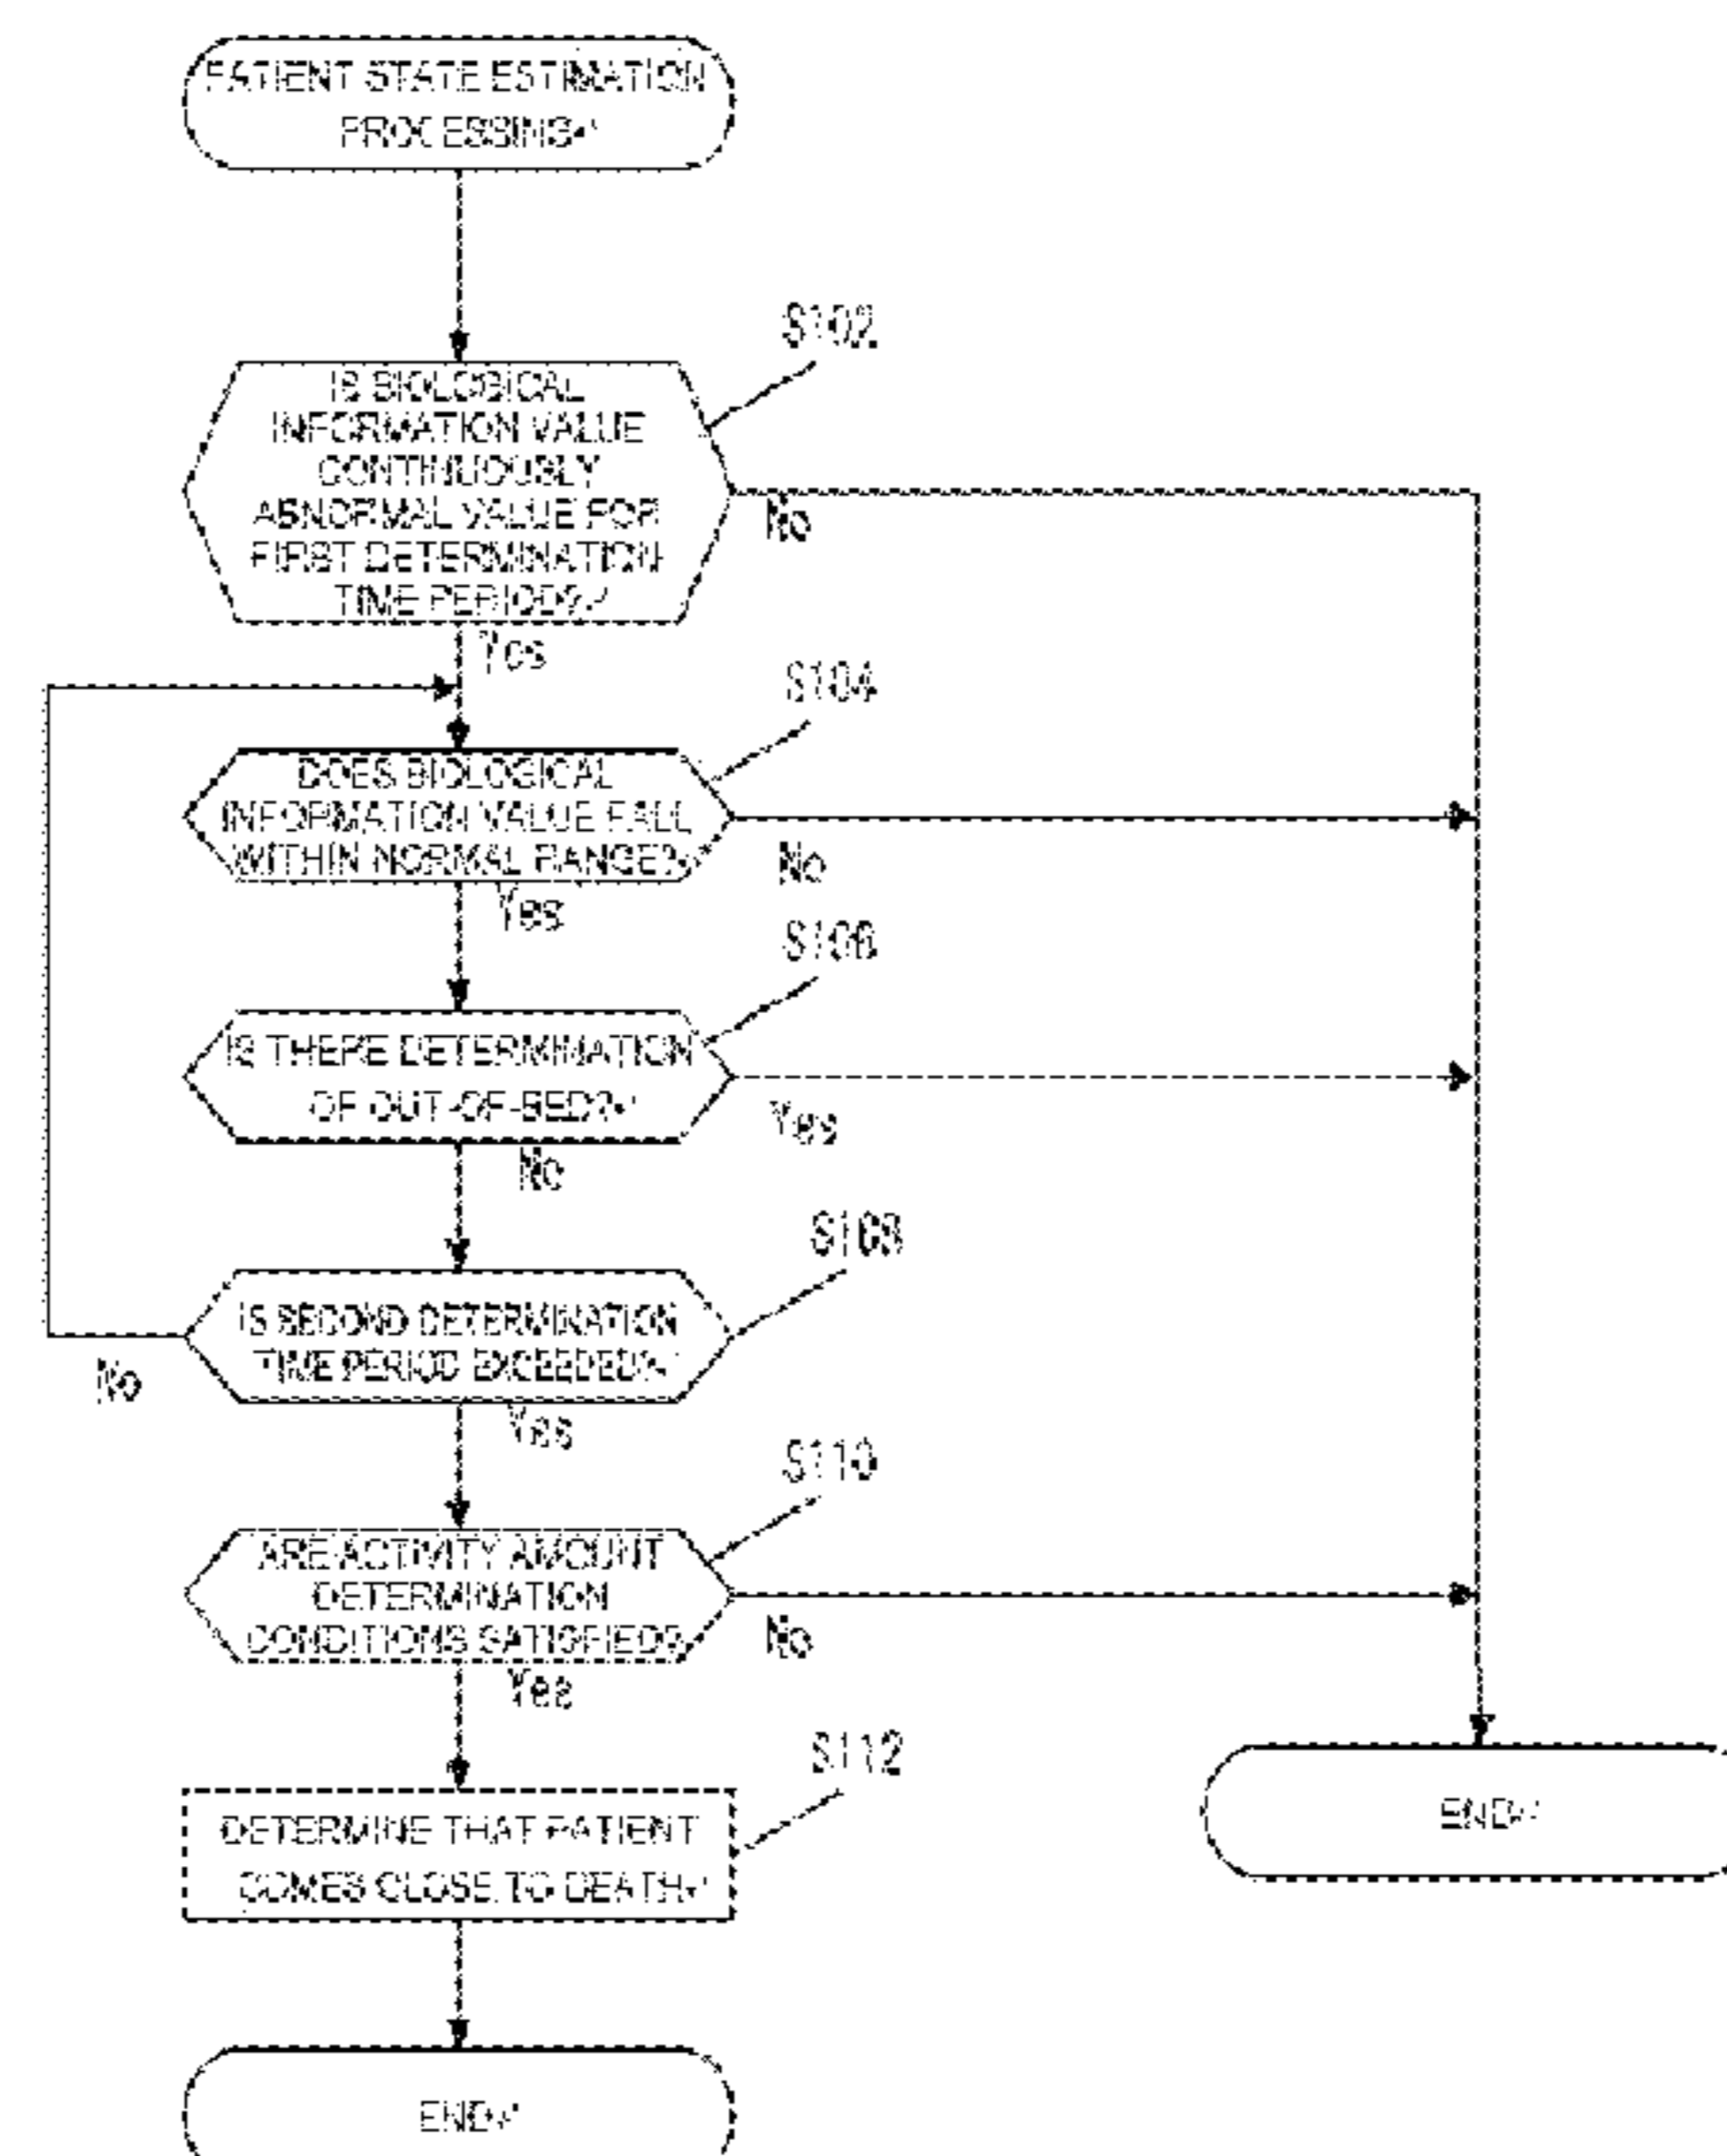 PATIENT STATE ESTIMATION
PROCESSING↵
S102
IS BIOLOGICAL
INFORMATION VALUE
CONTINUOUSLY
ABNORMAL VALUE FOR
FIRST DETERMINATION
TIME PERIOD?↵
No
Yes
S104
DOES BIOLOGICAL
INFORMATION VALUE FALL
WITHIN NORMAL RANGE?↵
No
Yes
S106
IS THERE DETERMINATION
OF OUT-OF-BED?↵
Yes
No
S108
IS SECOND DETERMINATION
TIME PERIOD EXCEEDED?↵
No
Yes
S110
ARE ACTIVITY AMOUNT
DETERMINATION
CONDITIONS SATISFIED?↵
No
Yes
S112
DETERMINE THAT PATIENT
COMES CLOSE TO DEATH↵
END↵
END↵